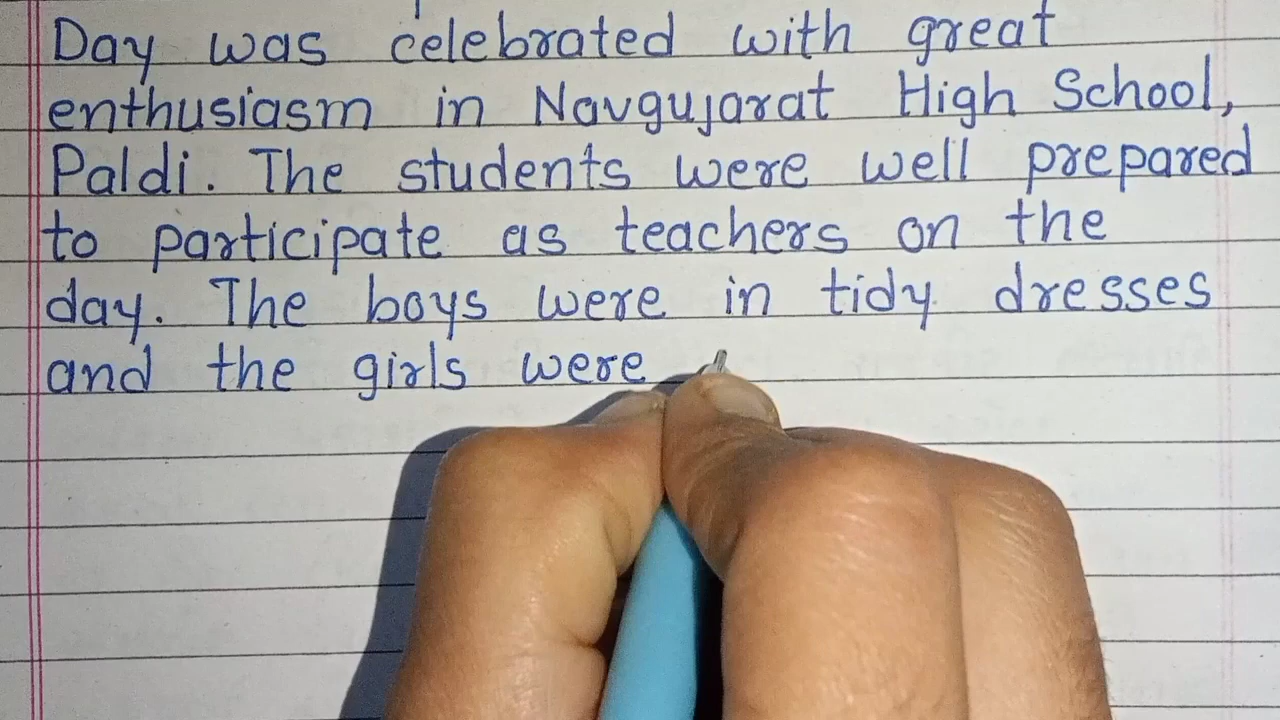 Day was celebrated with great
enthusiasm in Navgujarat High School,
Paldi. The students were well prepared
to participate as teachers on the
day. The boys were in tidy dresses
and the girls were